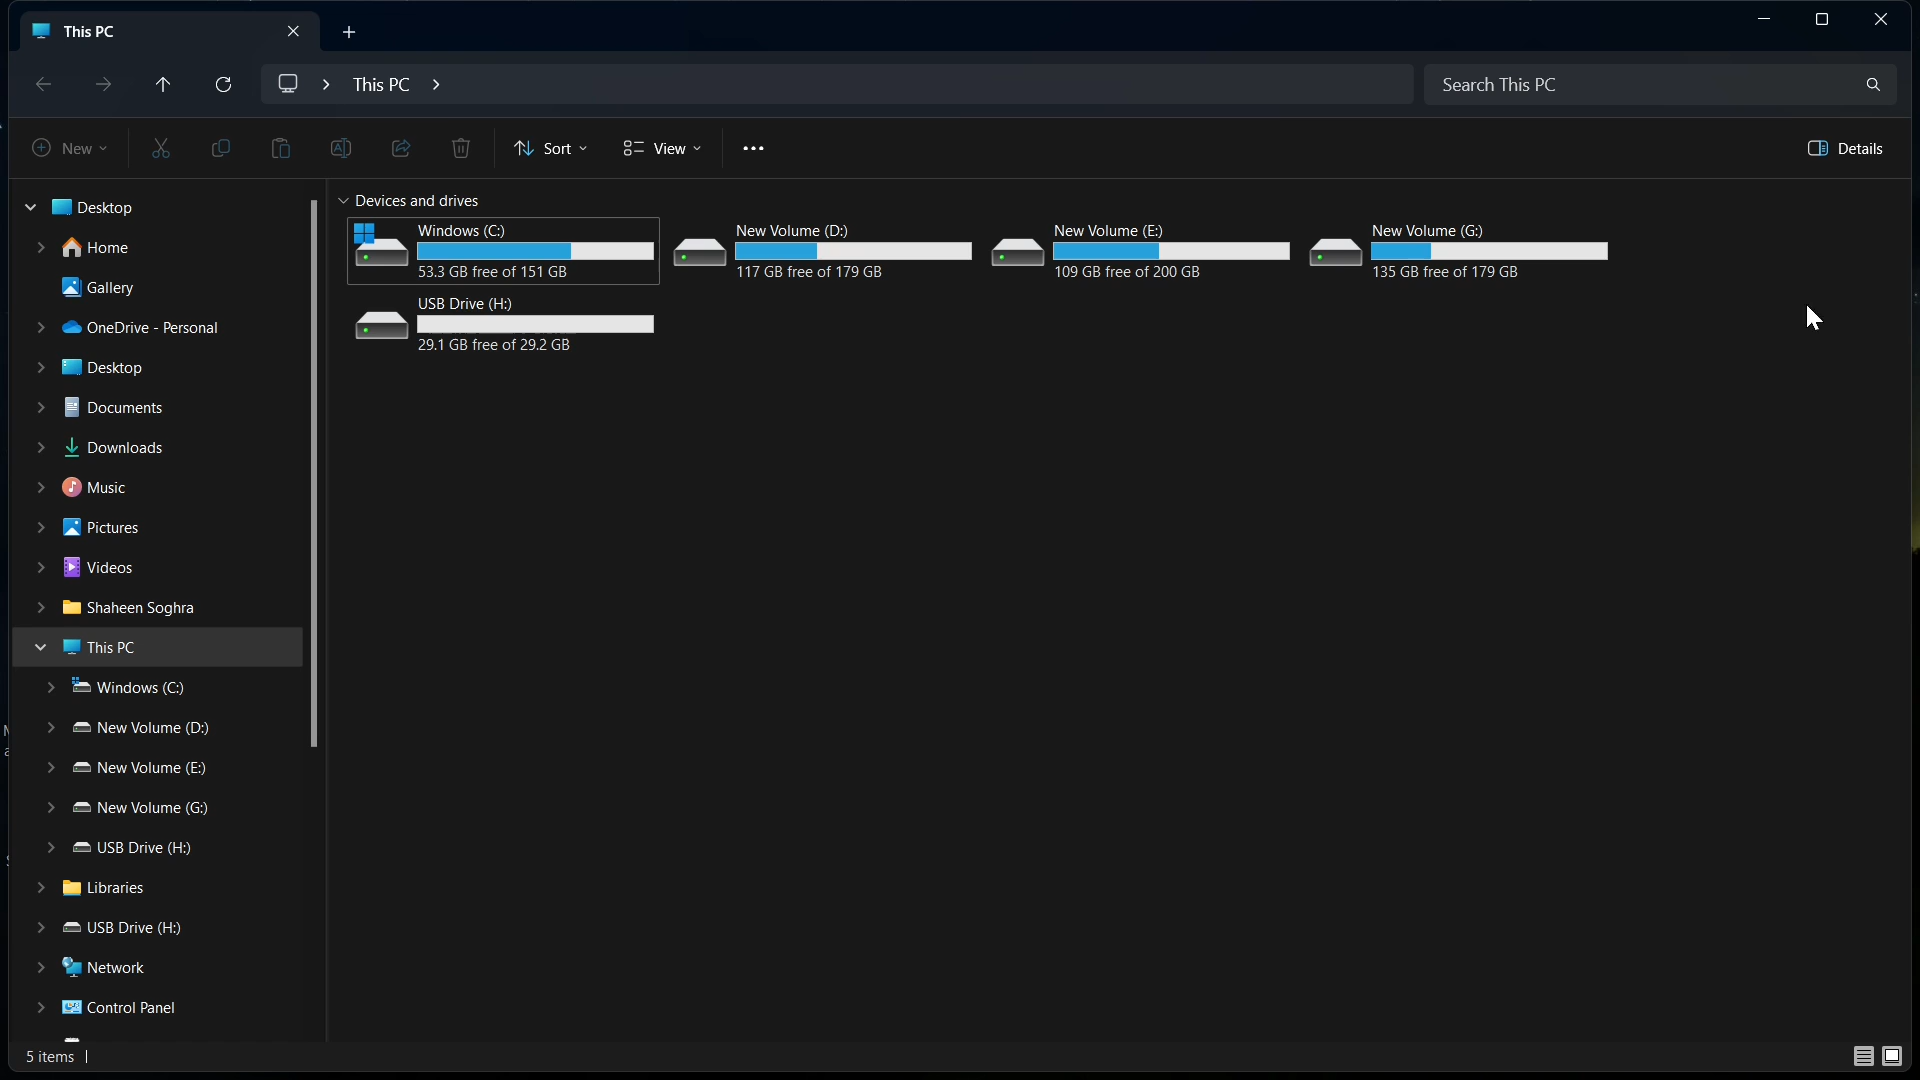 This PC
This PC
Search This PC
New
Sort
View
Details
Desktop
Home
Gallery
OneDrive - Personal
Desktop
Documents
Downloads
Music
Pictures
Videos
Shaheen Soghra
This PC
Windows (C:)
New Volume (D:)
New Volume (E:)
New Volume (G:)
USB Drive (H:)
Libraries
USB Drive (H:)
Network
Control Panel
Devices and drives
Windows (C:)
53.3 GB free of 151 GB
New Volume (D:)
117 GB free of 179 GB
New Volume (E:)
109 GB free of 200 GB
New Volume (G:)
135 GB free of 179 GB
USB Drive (H:)
29.1 GB free of 29.2 GB
5 items